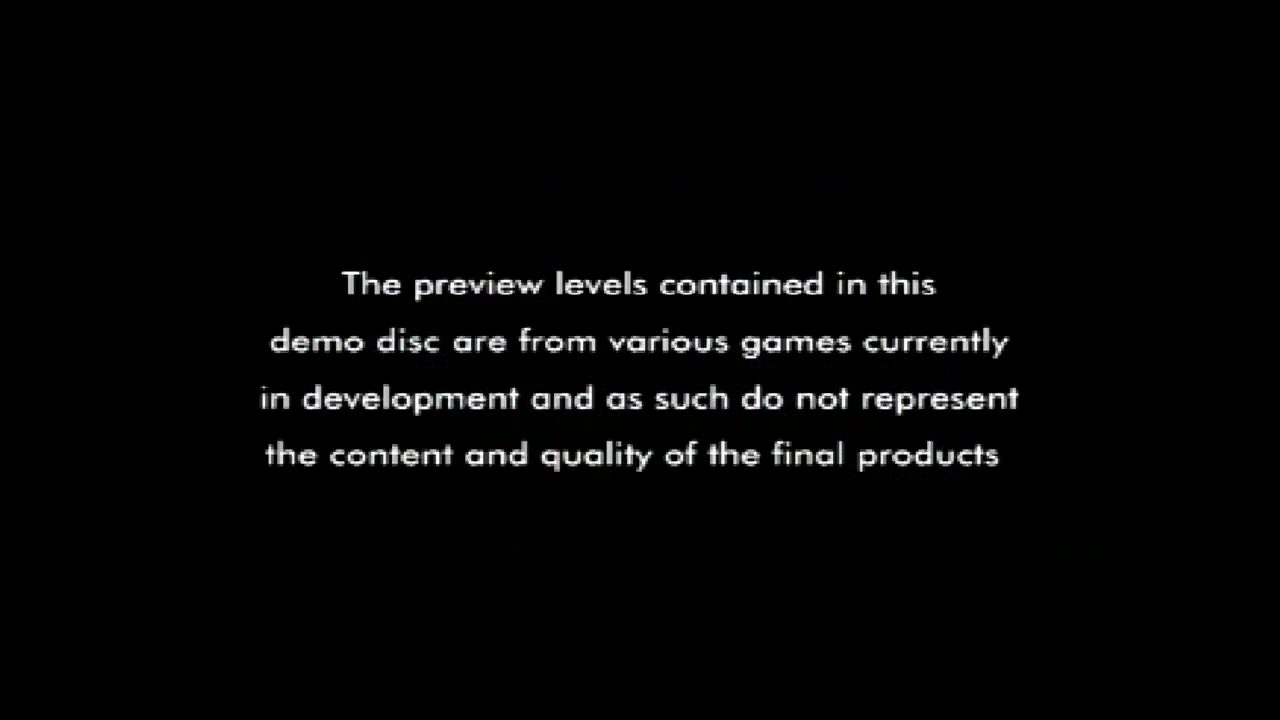 The preview levels contained in this
demo disc are from various games currently
in development and as such do not represent
the content and quality of the final products